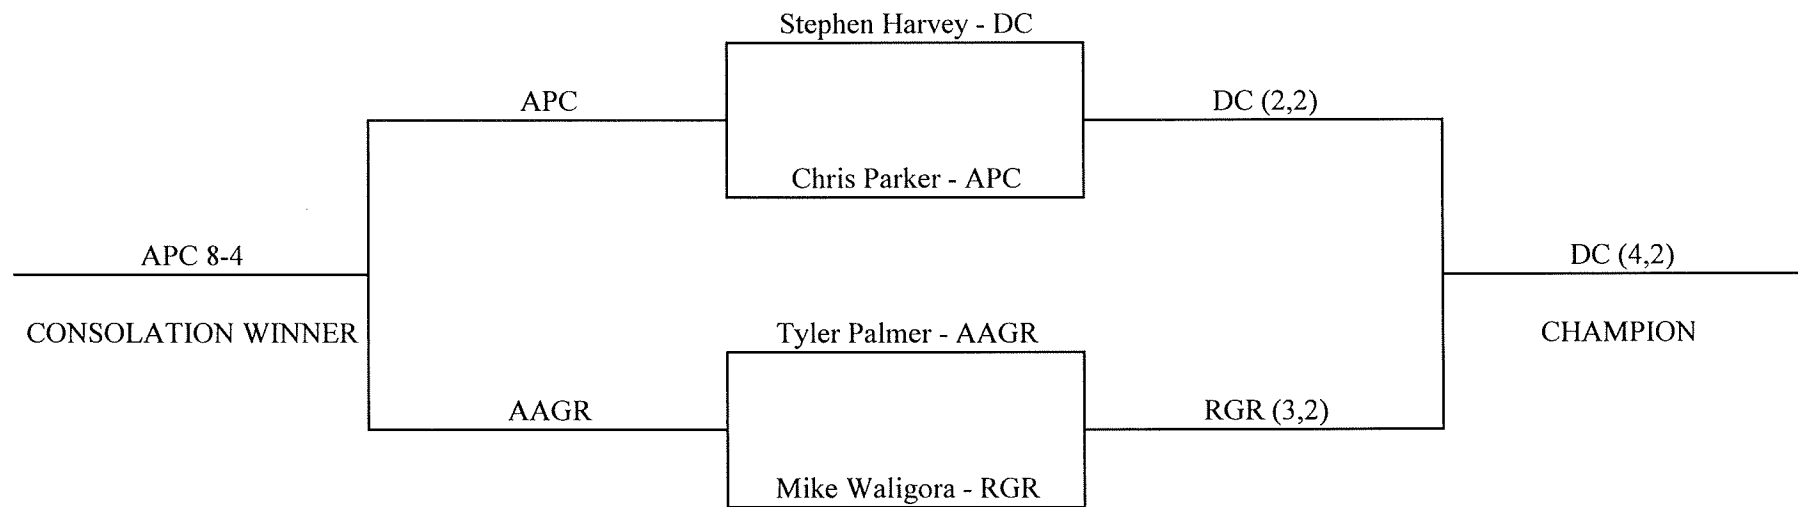 Stephen Harvey - DC
APC
DC (2,2)
Chris Parker - APC
APC 8-4
DC (4,2)
CONSOLATION WINNER
Tyler Palmer - AAGR
CHAMPION
AAGR
RGR (3,2)
Mike Waligora - RGR